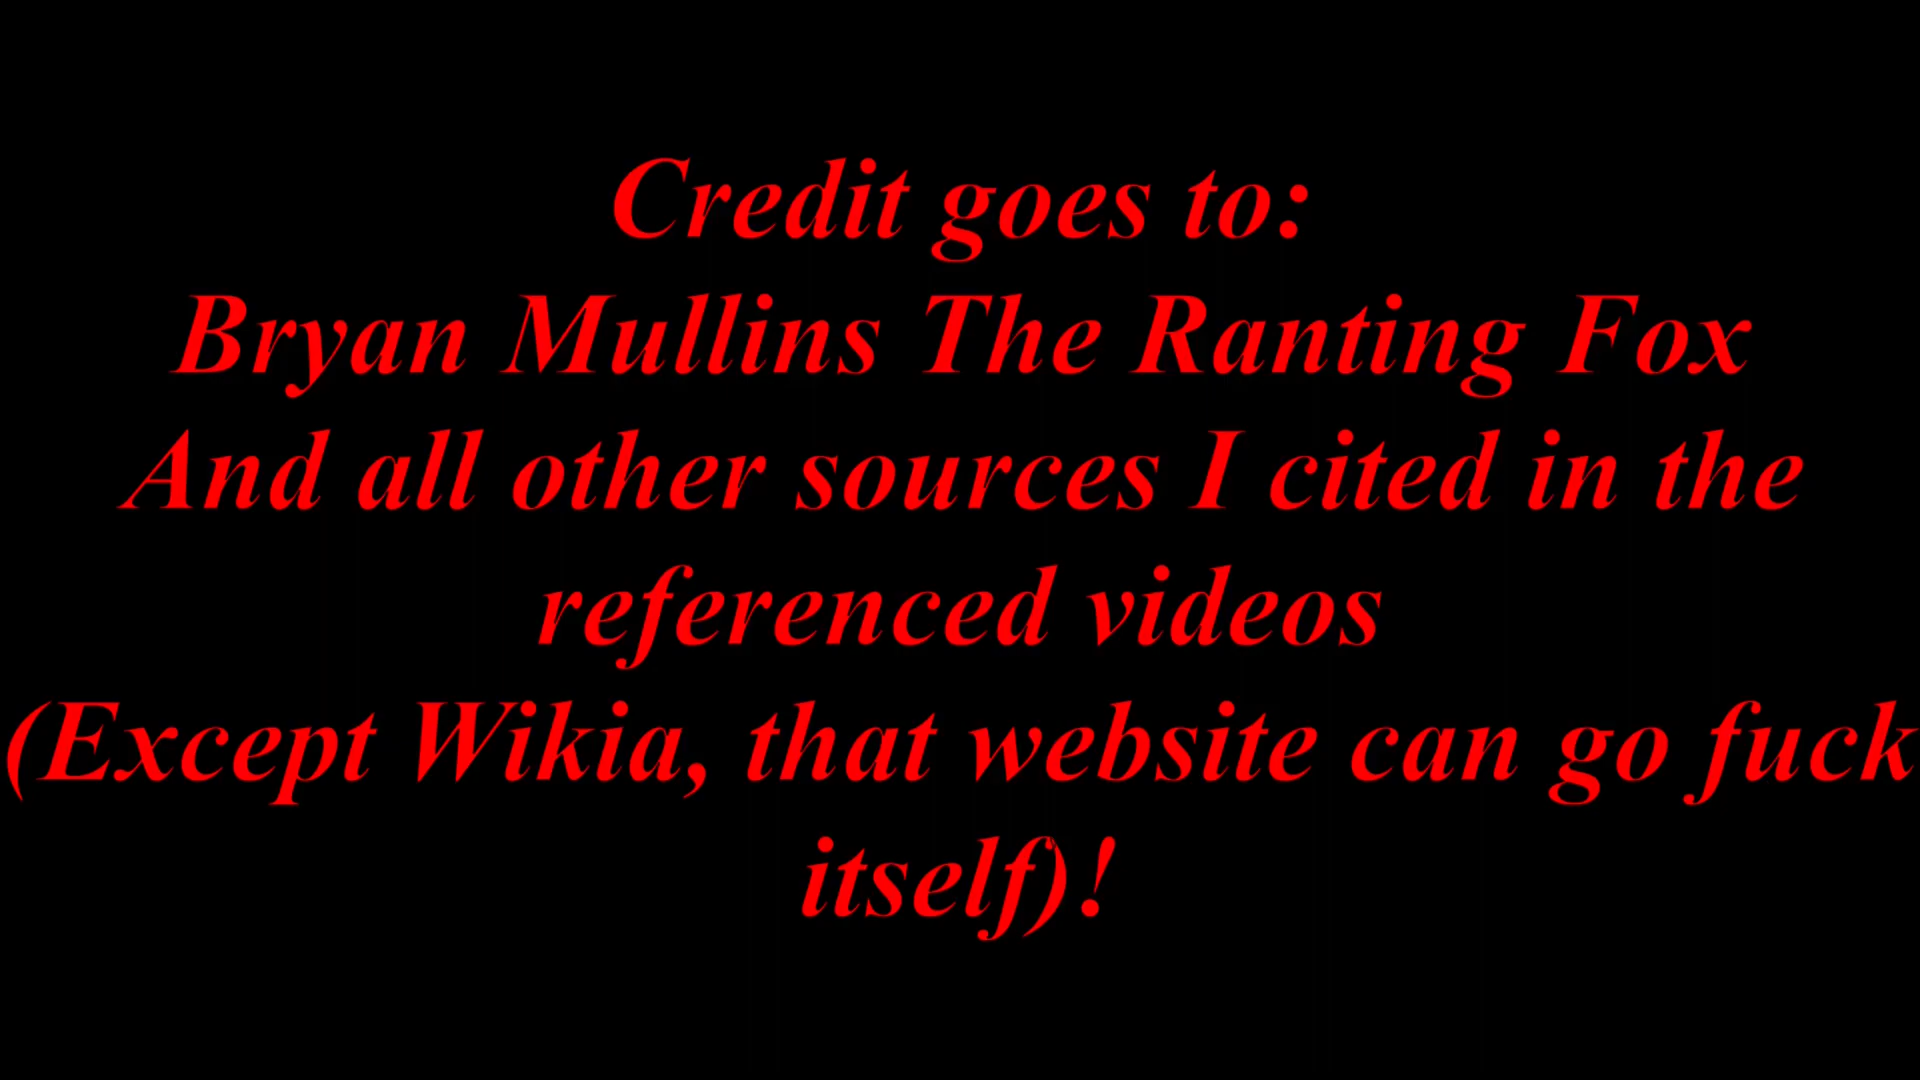 Credit goes to:
Bryan Mullins The Ranting Fox
And all other sources I cited in the
referenced videos
(Except Wikia, that website can go fuck
itself)!